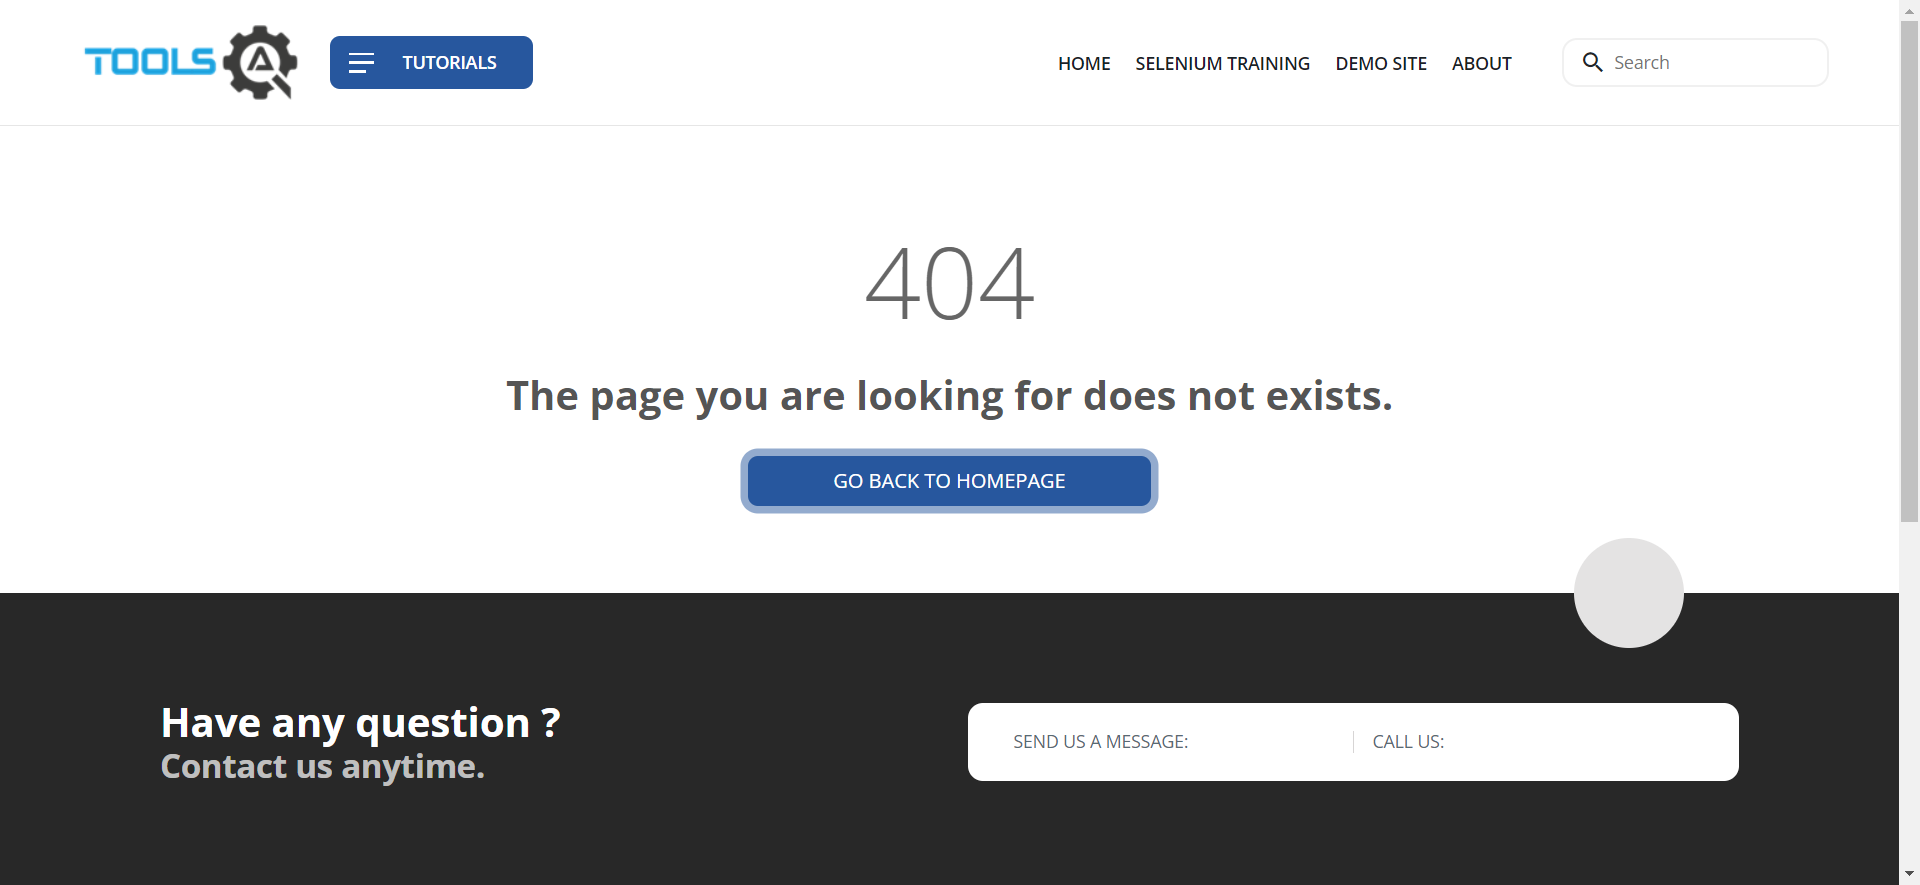 TOOLS QA
TUTORIALS
HOME
SELENIUM TRAINING
DEMO SITE
ABOUT
Search
404
The page you are looking for does not exists.
GO BACK TO HOMEPAGE
Have any question ?
Contact us anytime.
SEND US A MESSAGE:
CALL US: